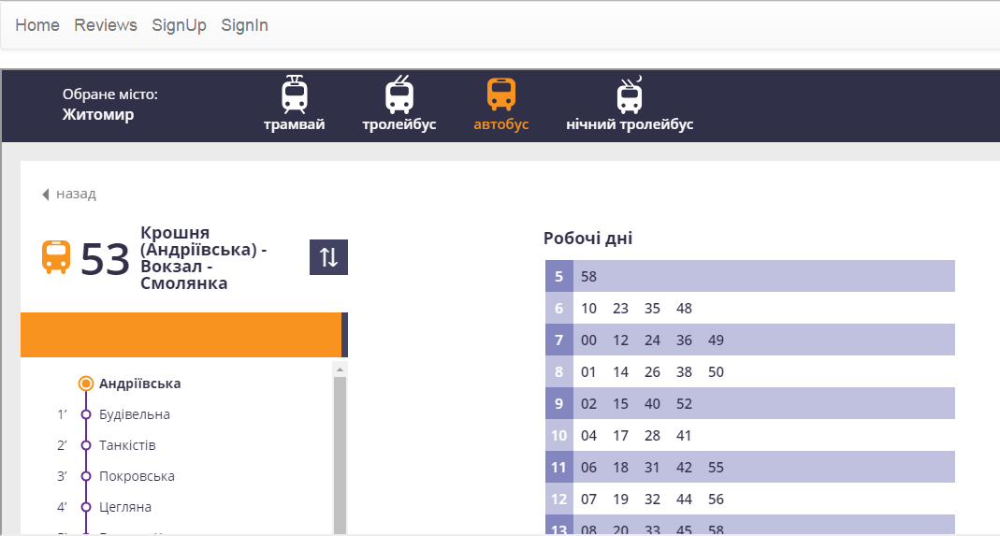 Home Reviews SignUp SignIn
Обране місто:
Житомир
трамвай тролейбус автобус нічний тролейбус
назад
53
Крошня
(Андріївська) -
Вокзал -
Смолянка
Андріївська
1’ Будівельна
2’ Танкістів
3’ Покровська
4’ Цегляна
Робочі дні
5 58
6 10 23 35 48
7 00 12 24 36 49
8 01 14 26 38 50
9 02 15 40 52
10 04 17 28 41
11 06 18 31 42 55
12 07 19 32 44 56
13 08 20 33 45 58